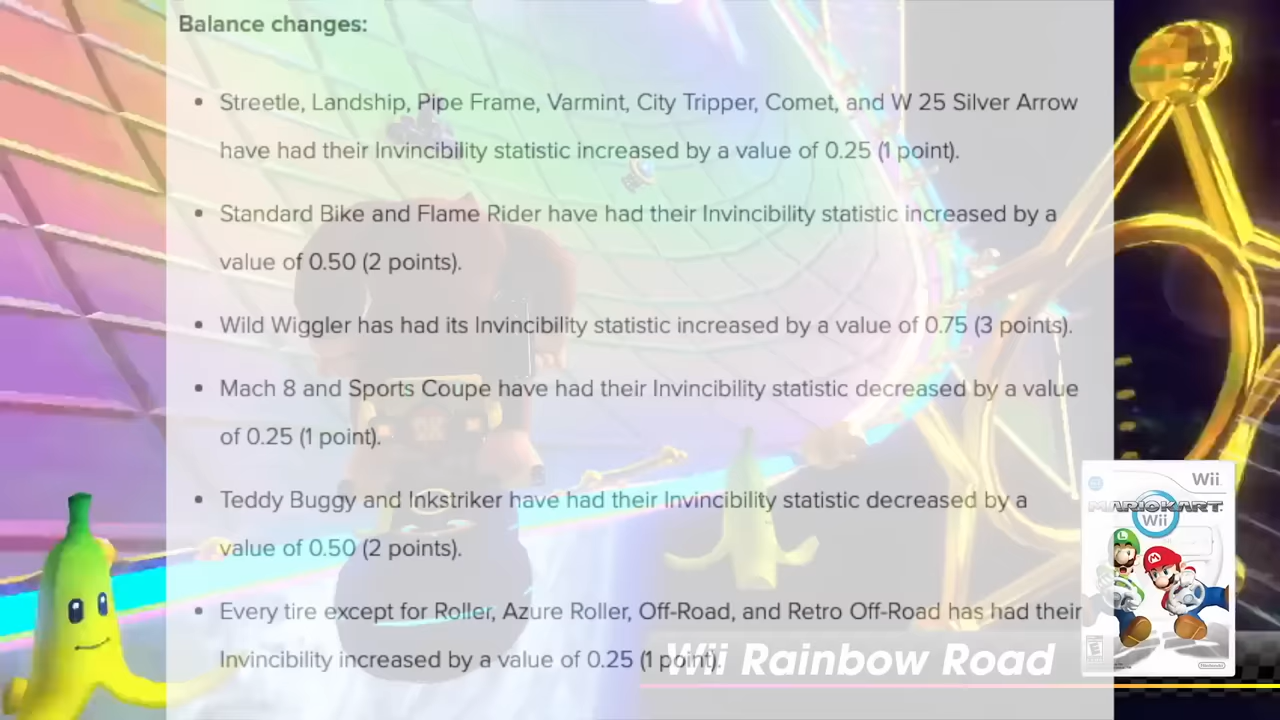 Balance changes:
• Streetle, Landship, Pipe Frame, Varmint, City Tripper, Comet, and W 25 Silver Arrow
have had their Invincibility statistic increased by a value of 0.25 (1 point).
• Standard Bike and Flame Rider have had their Invincibility statistic increased by a
value of 0.50 (2 points).
• Wild Wiggler has had its Invincibility statistic increased by a value of 0.75 (3 points).
• Mach 8 and Sports Coupe have had their Invincibility statistic decreased by a value
of 0.25 (1 point).
• Teddy Buggy and Inkstriker have had their Invincibility statistic decreased by a
value of 0.50 (2 points).
• Every tire except for Roller, Azure Roller, Off-Road, and Retro Off-Road has had their
Invincibility increased by a value of 0.25 (1 point).
Wii Rainbow Road
Wii
MARIOKART
Wii
L
M
E
Nintendo
DK